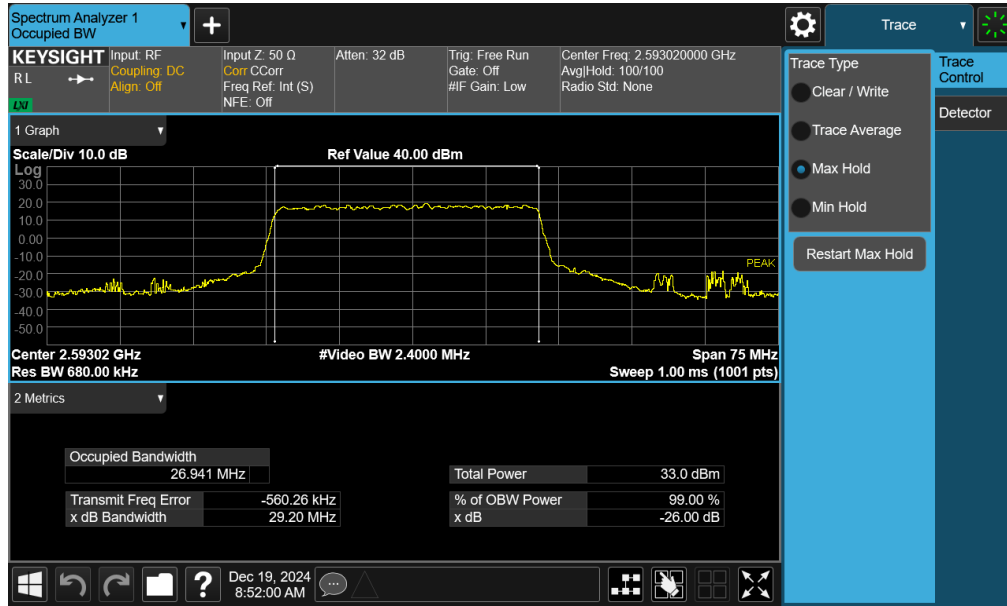 Spectrum Analyzer 1
Occupied BW
+
Trace
KEYSIGHT
R L
LXI
Input: RF
Coupling: DC
Align: Off
Input Z: 50 Ω
Corr CCorr
Freq Ref: Int (S)
NFE: Off
Atten: 32 dB
Trig: Free Run
Gate: Off
#IF Gain: Low
Center Freq: 2.593020000 GHz
Avg|Hold: 100/100
Radio Std: None
1 Graph
Scale/Div 10.0 dB
Ref Value 40.00 dBm
Log
30.0
20.0
10.0
0.00
-10.0
-20.0
-30.0
-40.0
-50.0
PEAK
Center 2.59302 GHz
#Video BW 2.4000 MHz
Span 75 MHz
Res BW 680.00 kHz
Sweep 1.00 ms (1001 pts)
2 Metrics
Occupied Bandwidth
26.941 MHz
Total Power 33.0 dBm
Transmit Freq Error -560.26 kHz
% of OBW Power 99.00 %
x dB Bandwidth 29.20 MHz
x dB -26.00 dB
Trace Type
Clear / Write
Trace Average
Max Hold
Min Hold
Restart Max Hold
Trace
Control
Detector
?
Dec 19, 2024
8:52:00 AM